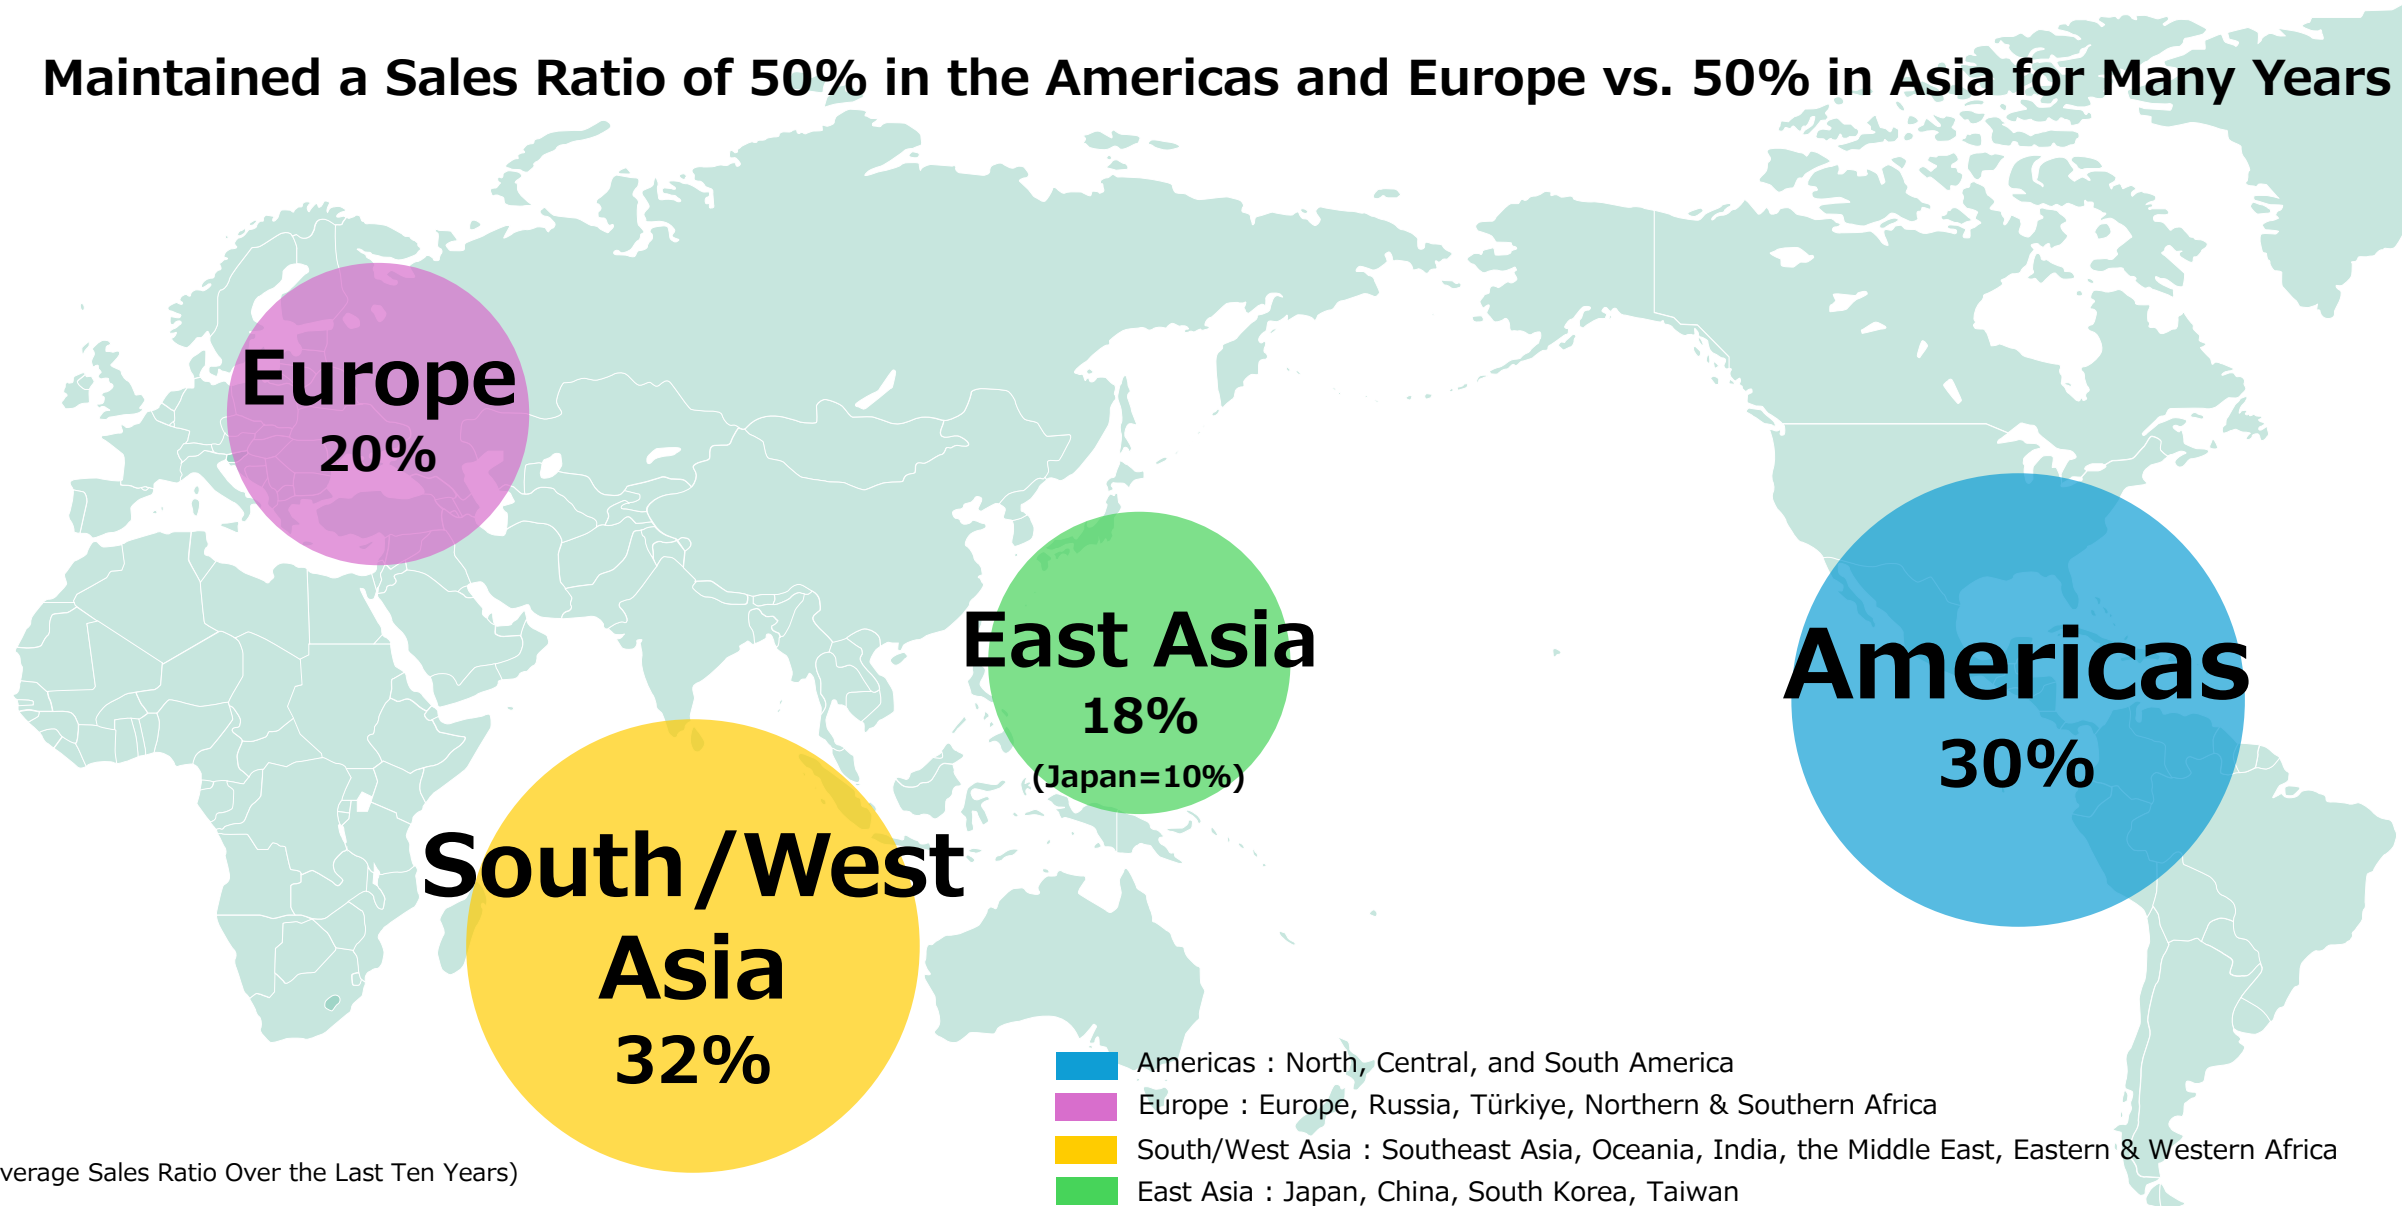 Maintained a Sales Ratio of 50% in the Americas and Europe vs. 50% in Asia for Many Years
Europe
20%
East Asia
18%
(Japan=10%)
Americas
30%
South/West
Asia
32%
Americas : North, Central, and South America
Europe : Europe, Russia, Türkiye, Northern & Southern Africa
South/West Asia : Southeast Asia, Oceania, India, the Middle East, Eastern & Western Africa
East Asia : Japan, China, South Korea, Taiwan
verage Sales Ratio Over the Last Ten Years)